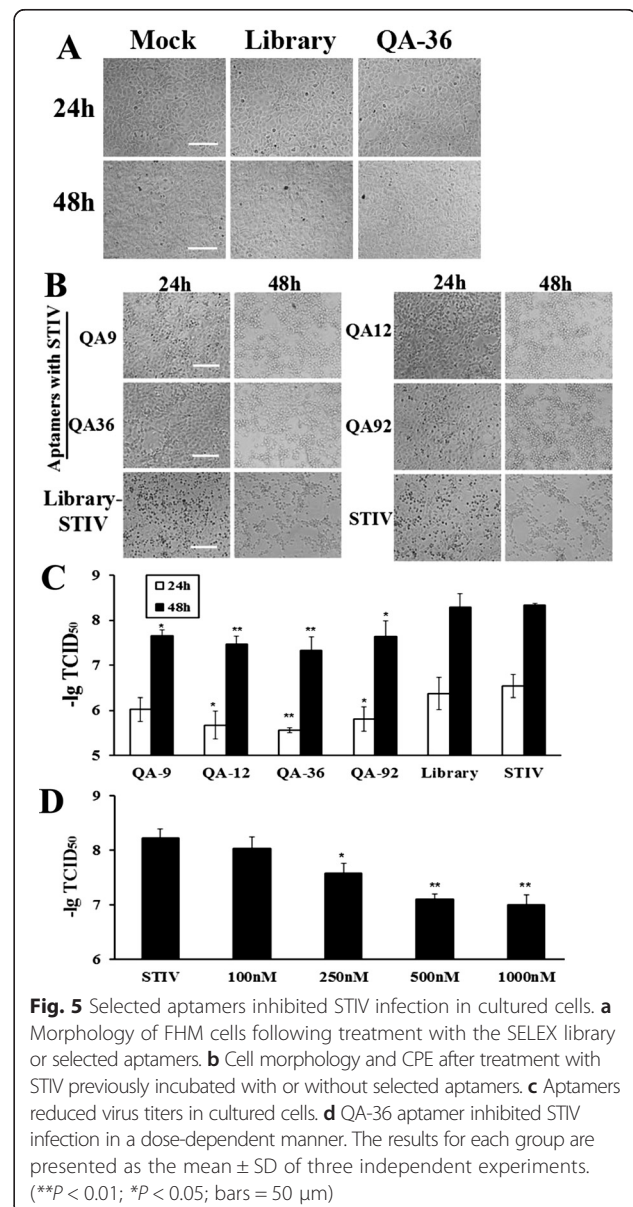 A
Mock Library QA-36
24h
48h
B
24h 48h
24h 48h
Aptamers with STIV
QA9
QA36
Library-
STIV
QA12
QA92
STIV
C
9
8
7
6
5
-lg TCID50
24h
48h
* ** ** *
* ** *
QA-9 QA-12 QA-36 QA-92 Library STIV
D
9
8
7
6
-lg TCID50
* ** **
STIV 100nM 250nM 500nM 1000nM
Fig. 5 Selected aptamers inhibited STIV infection in cultured cells. a
Morphology of FHM cells following treatment with the SELEX library
or selected aptamers. b Cell morphology and CPE after treatment with
STIV previously incubated with or without selected aptamers. c Aptamers
reduced virus titers in cultured cells. d QA-36 aptamer inhibited STIV
infection in a dose-dependent manner. The results for each group are
presented as the mean ± SD of three independent experiments.
(**P < 0.01; *P < 0.05; bars = 50 μm)